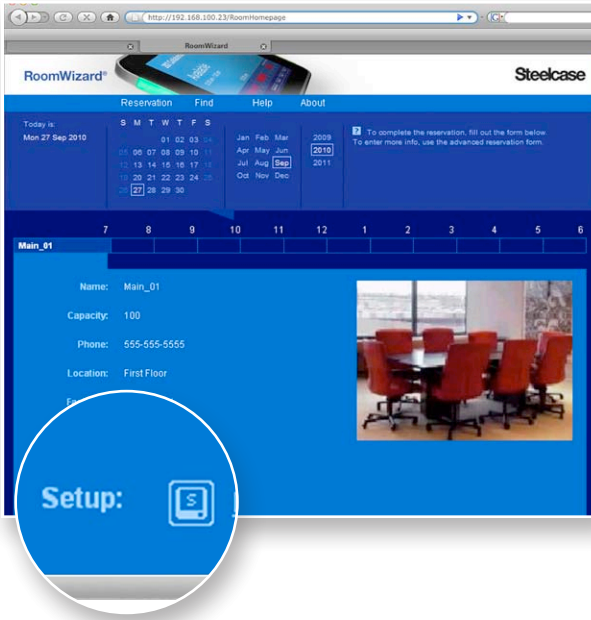 http://192.168.100.23/RoomHomepage
RoomWizard
RoomWizard®
Steelcase
Reservation Find Help About
Today is:
Mon 27 Sep 2010
S M T W T F S
01 02 03 04
05 06 07 08 09 10 11
12 13 14 15 16 17 18
19 20 21 22 23 24 25
26 27 28 29 30
Jan Feb Mar
Apr May Jun
Jul Aug Sep
Oct Nov Dec
2009
2010
2011
? To complete the reservation, fill out the form below.
To enter more info, use the advanced reservation form.
7 8 9 10 11 12 1 2 3 4 5 6
Main_01
Name: Main_01
Capacity: 100
Phone: 555-555-5555
Location: First Floor
Setup: S